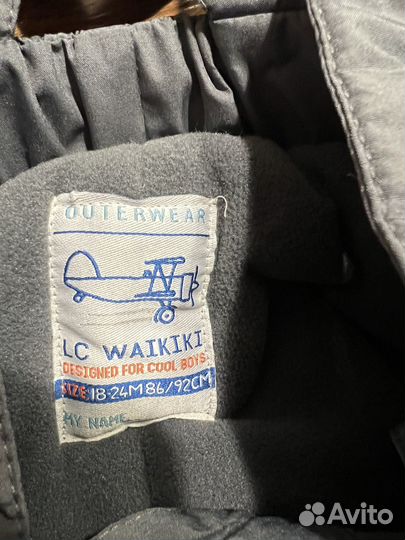 OUTERWEAR
LC WAIKIKI
DESIGNED FOR COOL BOYS
SIZE 18-24M 86/92CM
MY NAME
Avito